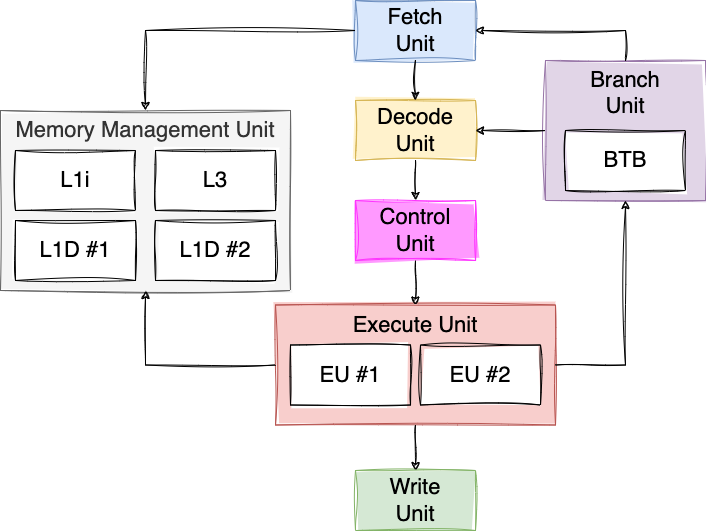 Fetch
Unit
Branch
Unit
BTB
Memory Management Unit
L1i
L3
L1D #1
L1D #2
Decode
Unit
Control
Unit
Execute Unit
EU #1
EU #2
Write
Unit